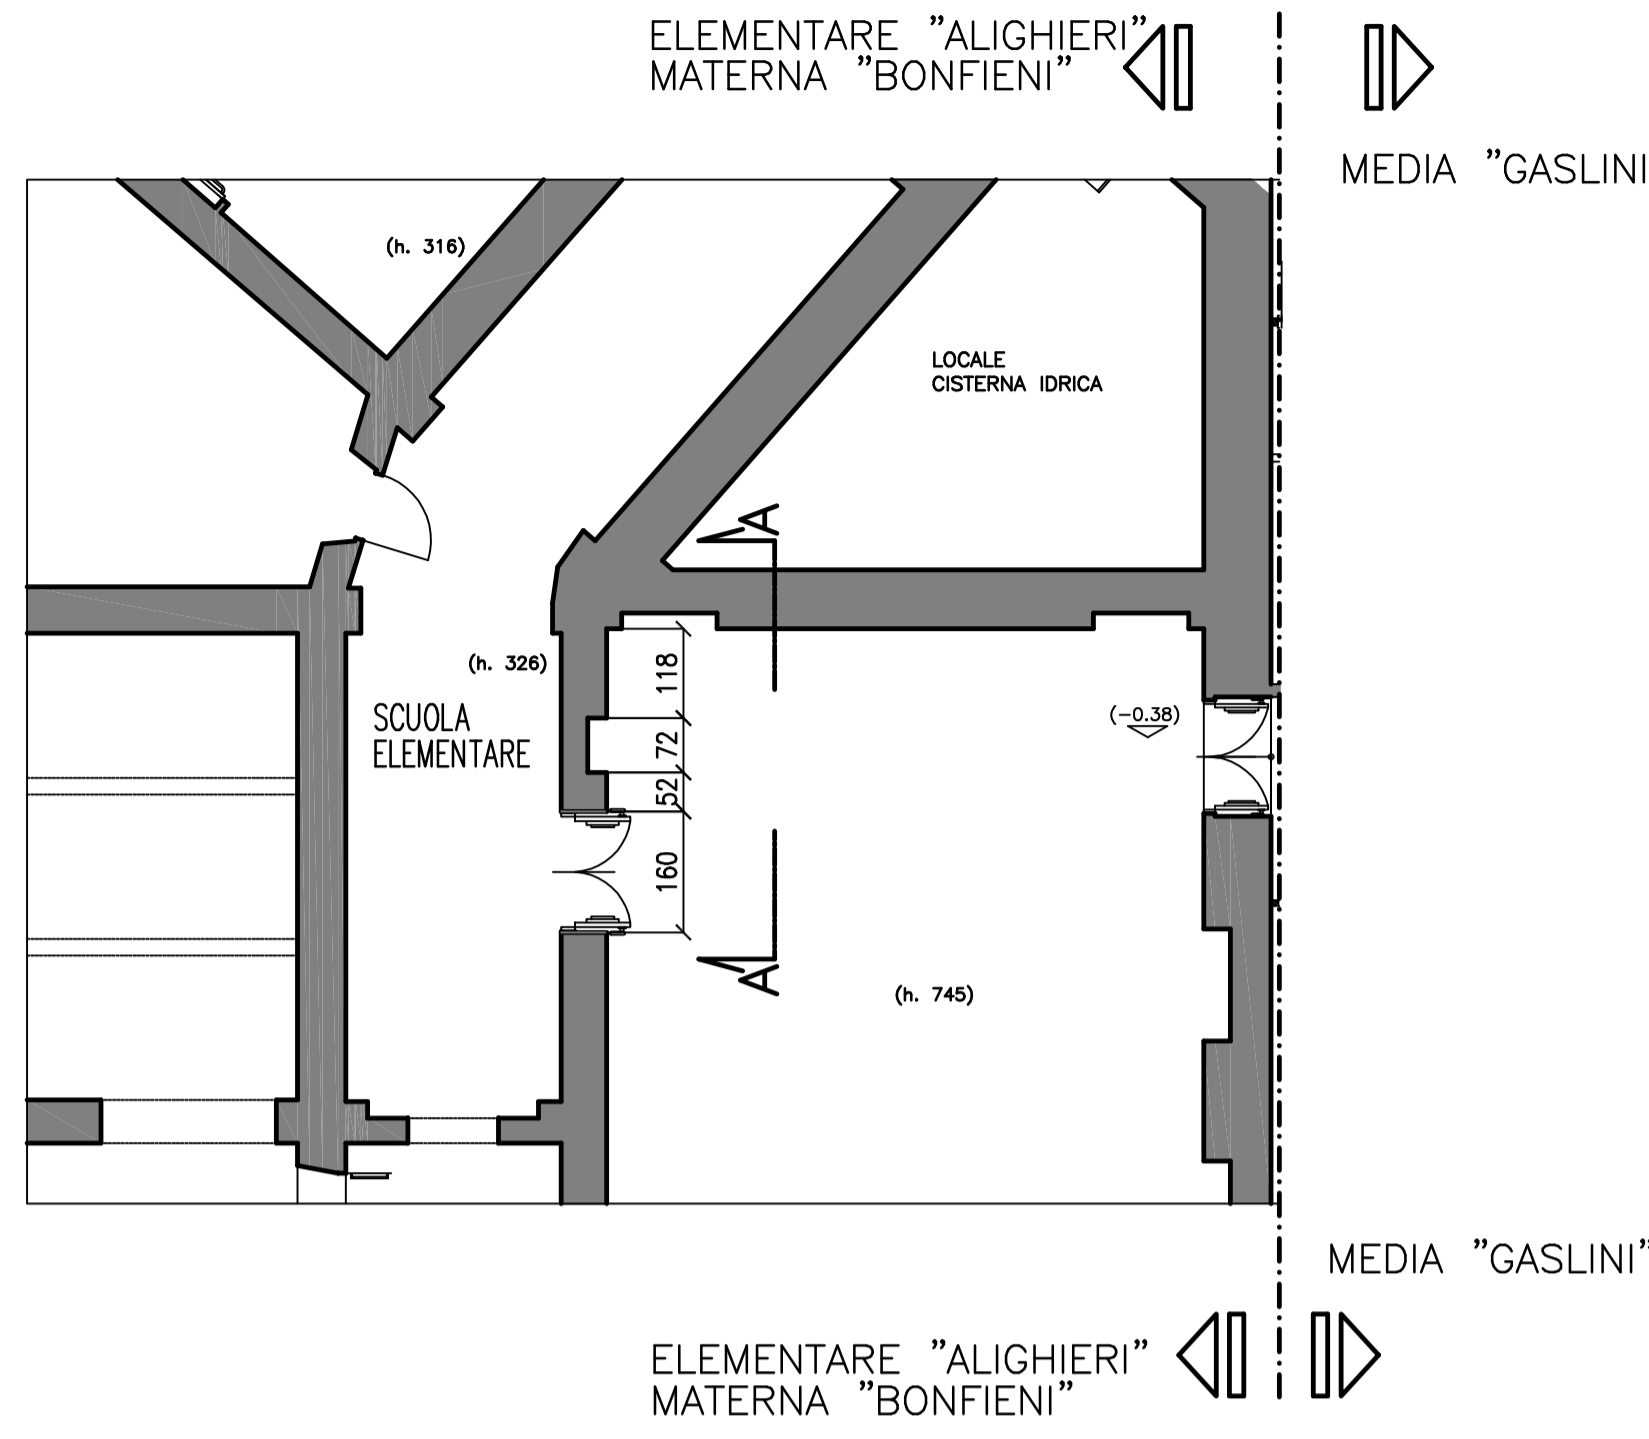 ELEMENTARE "ALIGHIERI"
MATERNA "BONFIENI"
MEDIA "GASLINI
(h. 316)
LOCALE
CISTERNA IDRICA
A
(h. 326)
118
SCUOLA
ELEMENTARE
(-0.38)
72
52
160
A
(h. 745)
MEDIA "GASLINI"
ELEMENTARE "ALIGHIERI"
MATERNA "BONFIENI"